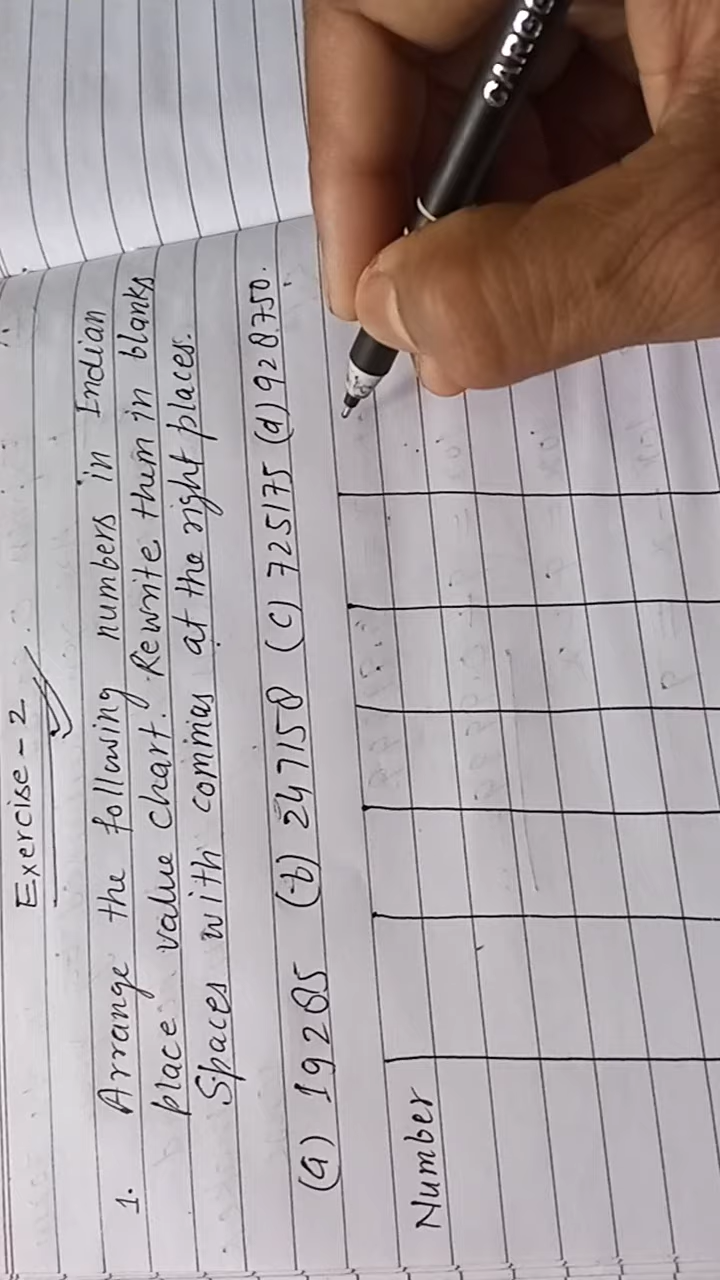 Exercise - 2
1. Arrange the following numbers in Indian
place value chart. Rewrite them in blanks
Spaces with commas at the right places.
(a) 19285 (b) 247158 (c) 725175 (d) 928750.
Number